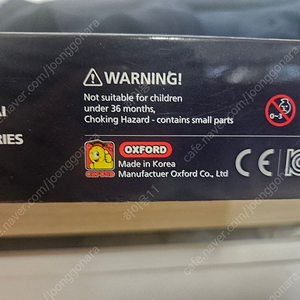 WARNING!
Not suitable for children
under 36 months,
Choking Hazard - contains small parts
0-3
AI
RIES
OXFORD
Made in Korea
Manufactuer Oxford Co., Ltd
CE
cafe.naver.com/joonggonara